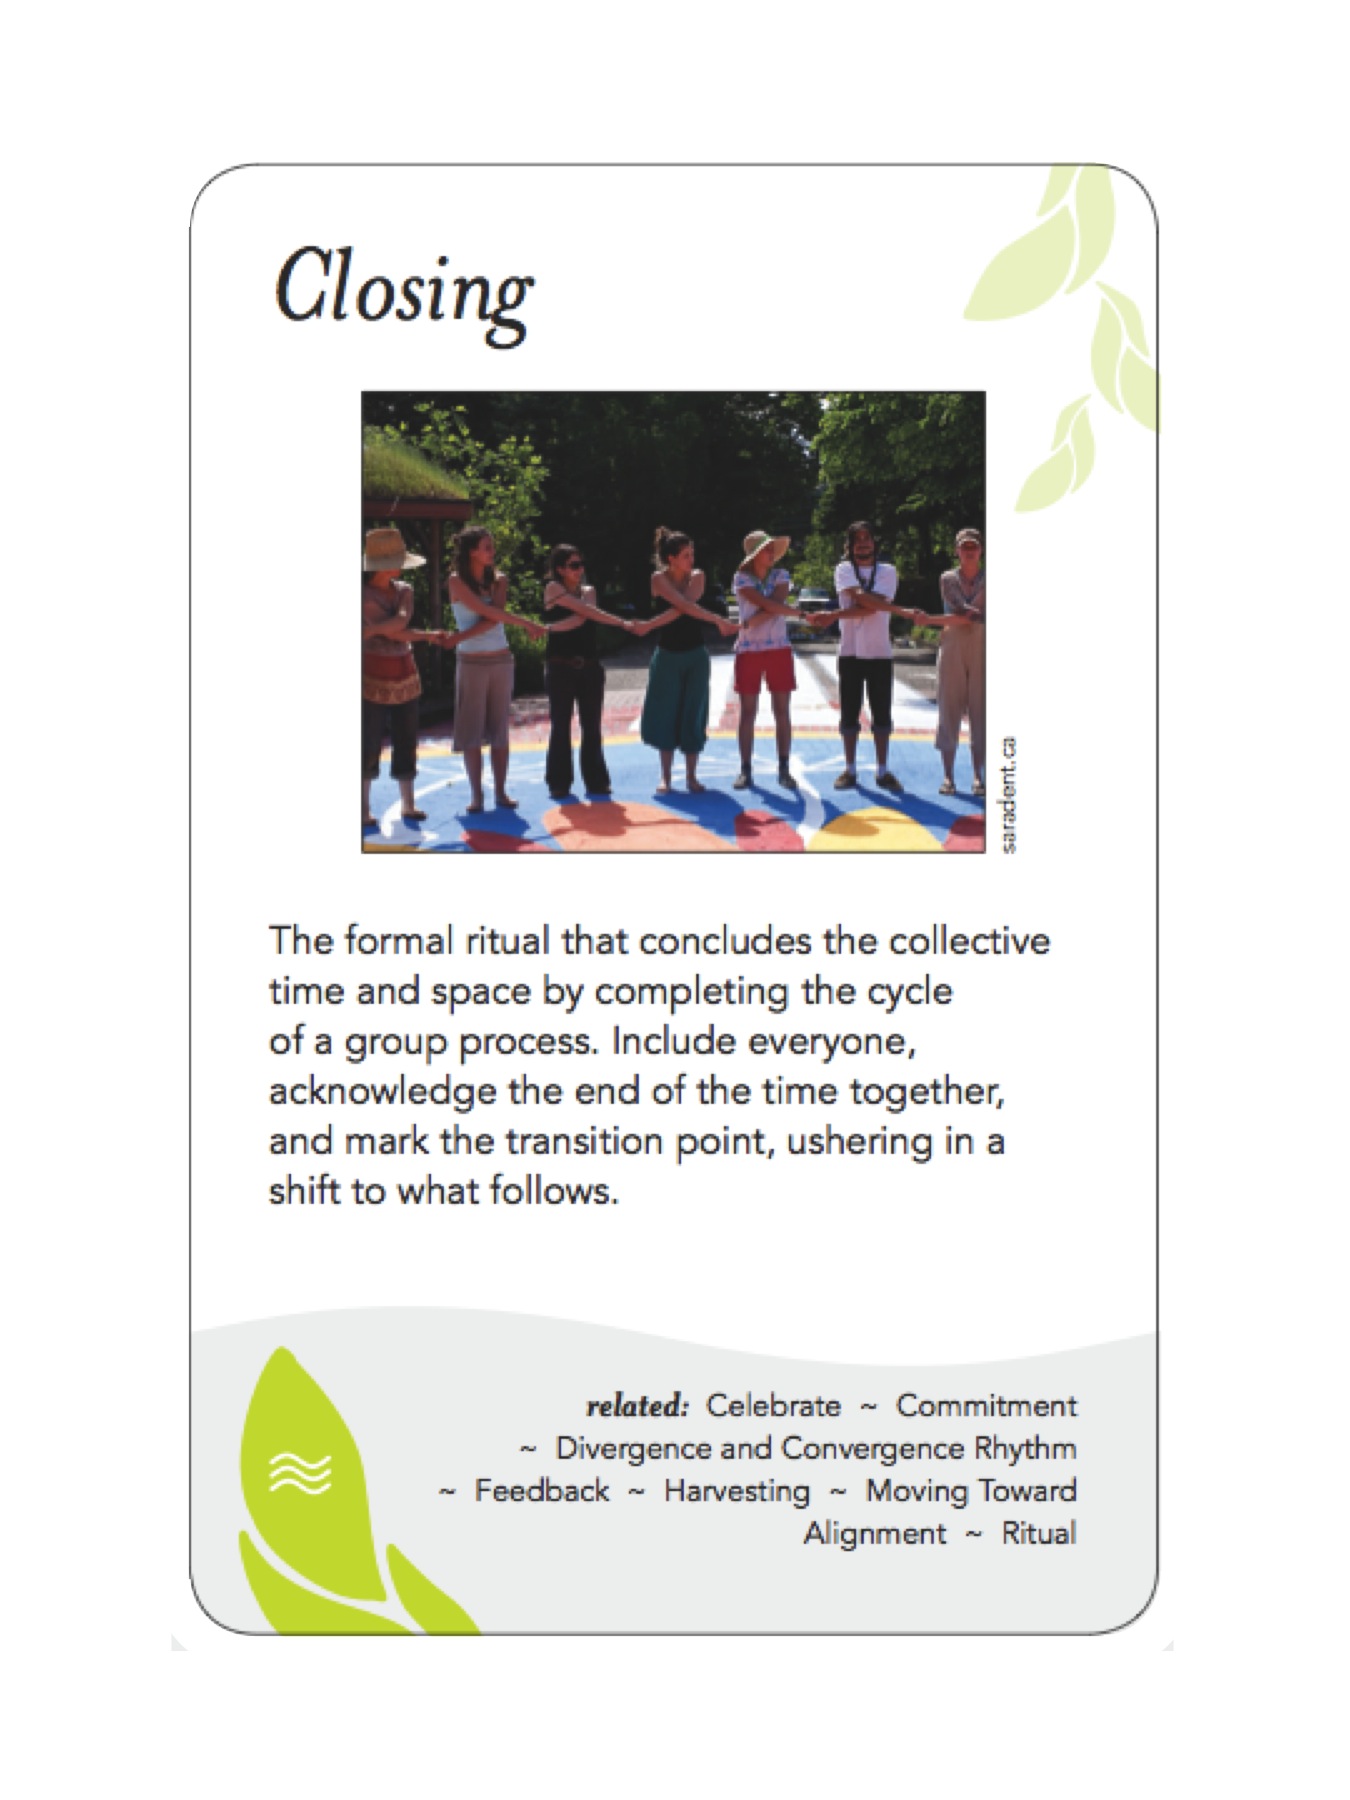 Closing
saradent.ca
The formal ritual that concludes the collective
time and space by completing the cycle
of a group process. Include everyone,
acknowledge the end of the time together,
and mark the transition point, ushering in a
shift to what follows.
related: Celebrate ~ Commitment
~ Divergence and Convergence Rhythm
~ Feedback ~ Harvesting ~ Moving Toward
Alignment ~ Ritual